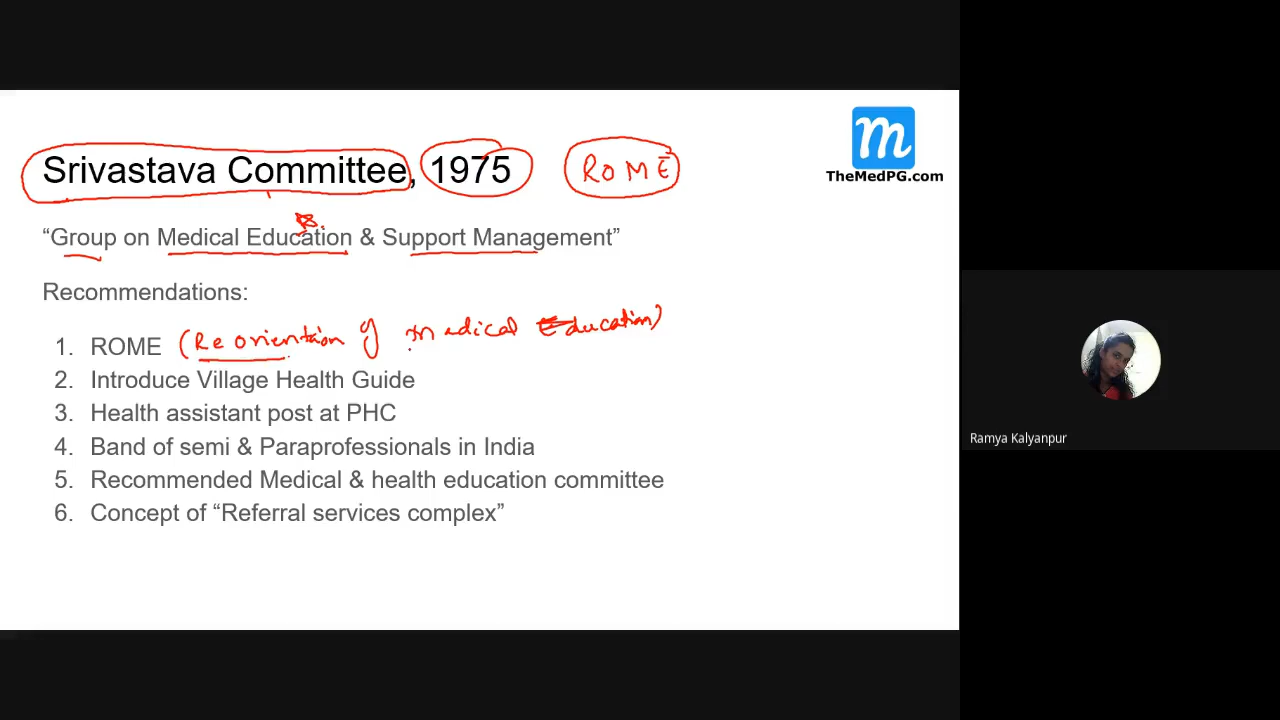 Srivastava Committee, 1975 ROME
m
TheMedPG.com
“Group on Medical Education & Support Management”
Recommendations:
1. ROME (Re orientation of medical Education)
2. Introduce Village Health Guide
3. Health assistant post at PHC
4. Band of semi & Paraprofessionals in India
5. Recommended Medical & health education committee
6. Concept of “Referral services complex”
Ramya Kalyanpur